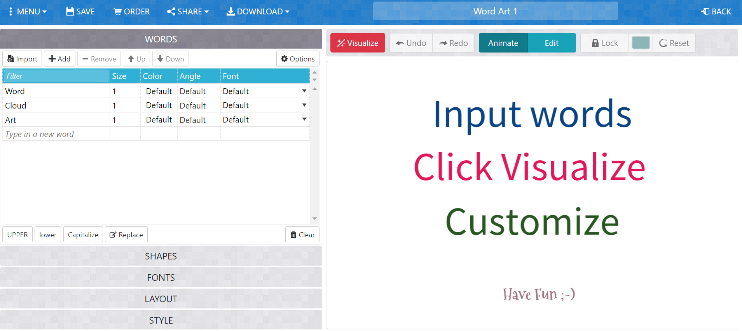 MENU SAVE ORDER SHARE DOWNLOAD Word Art 1 BACK
WORDS
Visualize Undo Redo Animate Edit Lock Reset
Import Add Remove Up Down Options
Filter Size Color Angle Font
Word 1 Default Default Default
Cloud 1 Default Default Default
Art 1 Default Default Default
Type in a new word
UPPER lower Capitalize Replace Clear
SHAPES
FONTS
LAYOUT
STYLE
Input words
Click Visualize
Customize
Have Fun ;-)